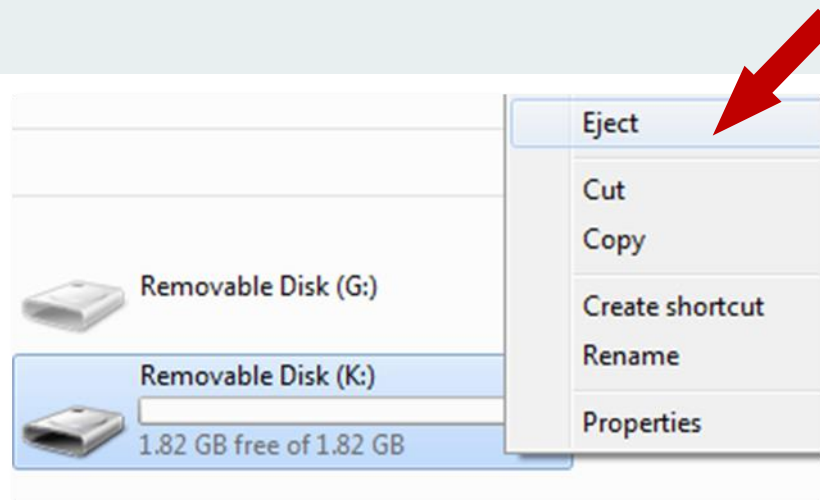 Eject
Cut
Copy
Removable Disk (G:)
Create shortcut
Rename
Removable Disk (K:)
Properties
1.82 GB free of 1.82 GB